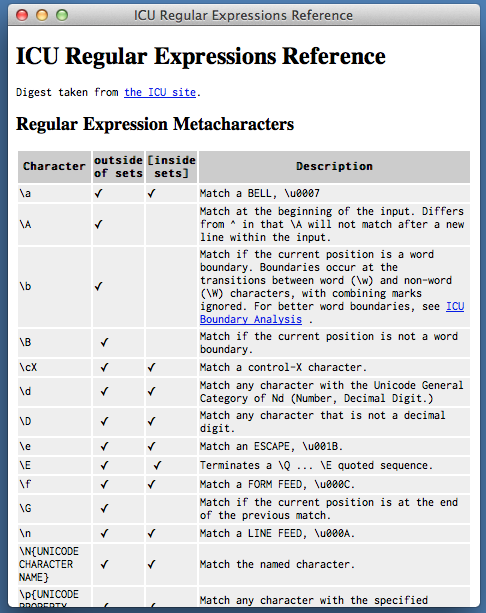 ICU Regular Expressions Reference
ICU Regular Expressions Reference
Digest taken from the ICU site.
Regular Expression Metacharacters
Character outside of sets [inside sets] Description
\a ✓ ✓ Match a BELL, \u0007
\A ✓ Match at the beginning of the input. Differs
from ^ in that \A will not match after a new
line within the input.
\b ✓ Match if the current position is a word
boundary. Boundaries occur at the
transitions between word (\w) and non-word
(\W) characters, with combining marks
ignored. For better word boundaries, see ICU
Boundary Analysis .
\B ✓ Match if the current position is not a word
boundary.
\cX ✓ ✓ Match a control-X character.
\d ✓ ✓ Match any character with the Unicode General
Category of Nd (Number, Decimal Digit.)
\D ✓ ✓ Match any character that is not a decimal
digit.
\e ✓ ✓ Match an ESCAPE, \u001B.
\E ✓ ✓ Terminates a \Q ... \E quoted sequence.
\f ✓ ✓ Match a FORM FEED, \u000C.
\G ✓ Match if the current position is at the end
of the previous match.
\n ✓ ✓ Match a LINE FEED, \u000A.
\N{UNICODE
CHARACTER
NAME} ✓ ✓ Match the named character.
\p{UNICODE
PROPERTY ✓ ✓ Match any character with the specified